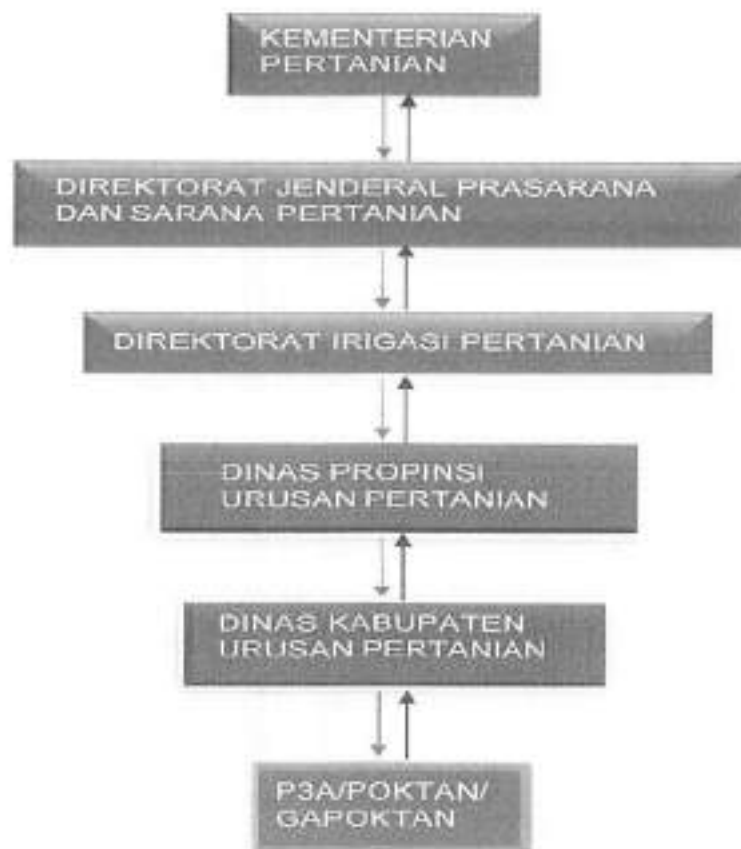 KEMENTERIAN
PERTANIAN
DIREKTORAT JENDERAL PRASARANA
DAN SARANA PERTANIAN
DIREKTORAT IRIGASI PERTANIAN
DINAS PROPINSI
URUSAN PERTANIAN
DINAS KABUPATEN
URUSAN PERTANIAN
P3A/POKTAN/
GAPOKTAN